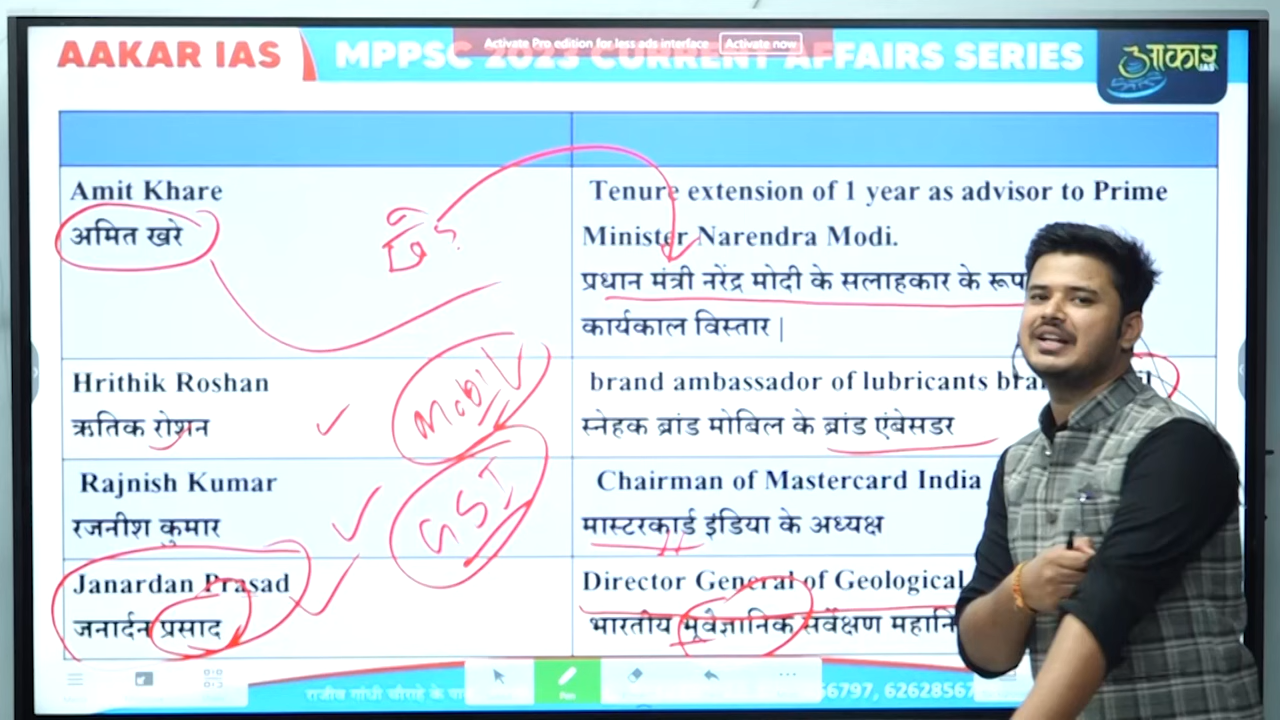 AAKAR IAS
MPPSC 2023 CURRENT AFFAIRS SERIES
Activate Pro edition for less ads interface
Activate now
आकार
IAS
Amit Khare
अमित खरे
Tenure extension of 1 year as advisor to Prime
Minister Narendra Modi.
प्रधान मंत्री नरेंद्र मोदी के सलाहकार के रूप
कार्यकाल विस्तार |
Hrithik Roshan
ऋतिक रोशन
Mobil
brand ambassador of lubricants
स्नेहक ब्रांड मोबिल के ब्रांड एंबेसडर
Rajnish Kumar
रजनीश कुमार
GSI
Chairman of Mastercard India
मास्टरकार्ड इंडिया के अध्यक्ष
Janardan Prasad
जनार्दन प्रसाद
Director General of Geological
भारतीय भूवैज्ञानिक सर्वेक्षण
राजीव गांधी चौराहे के
Pen
56797, 62628567